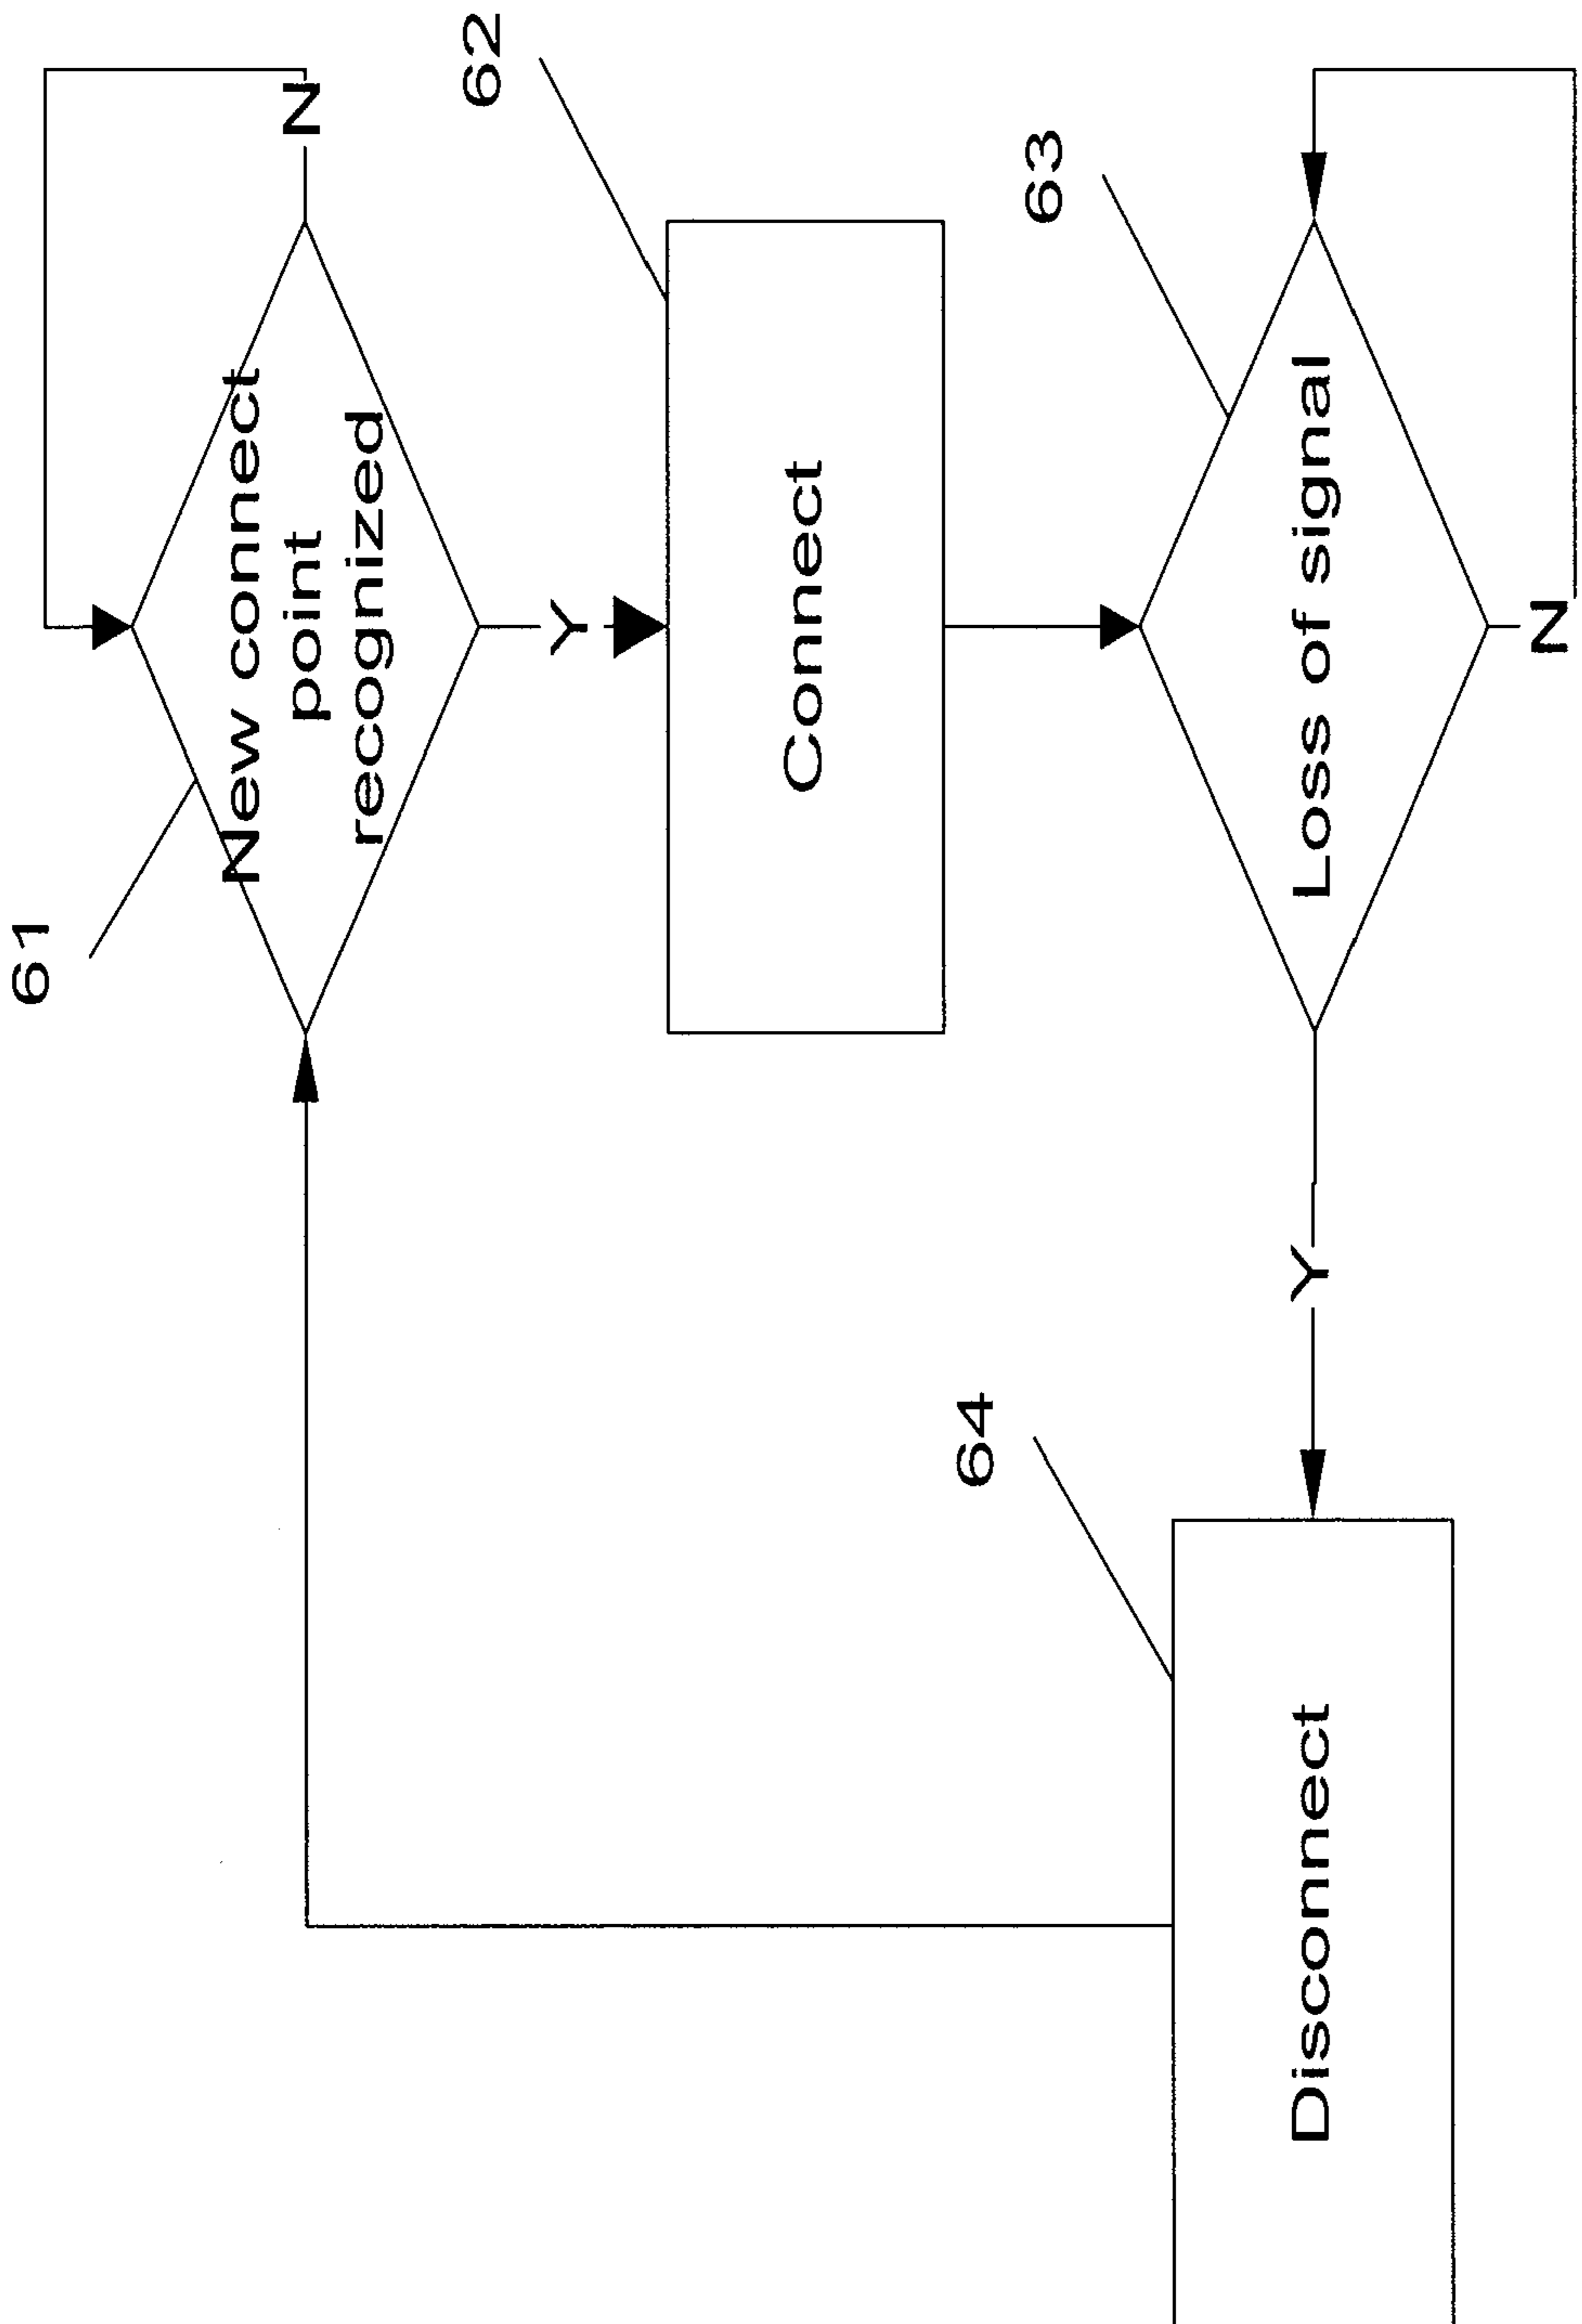 61
New connect
point
recognized
N
Y
62
Connect
63
Loss of signal
N
Y
64
Disconnect